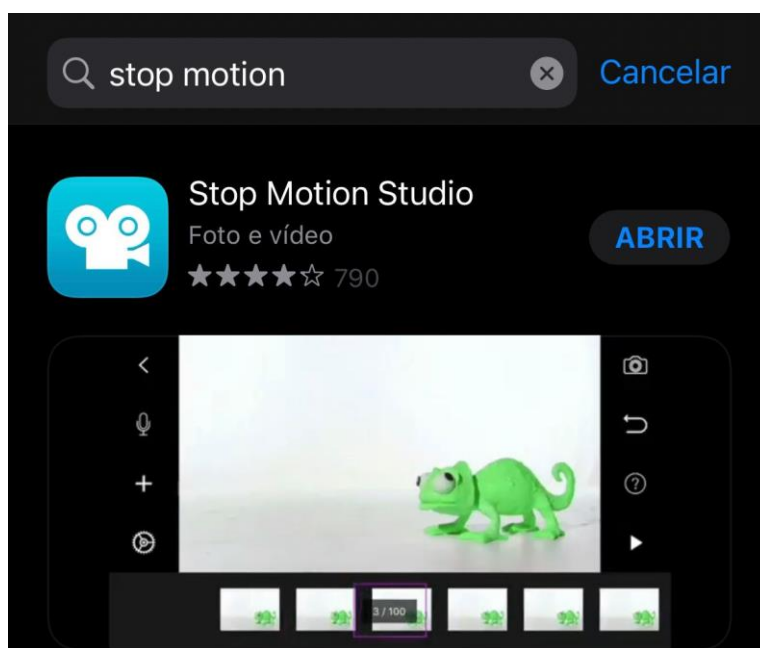 stop motion
Cancelar
Stop Motion Studio
Foto e vídeo
ABRIR
790
?
3 / 100